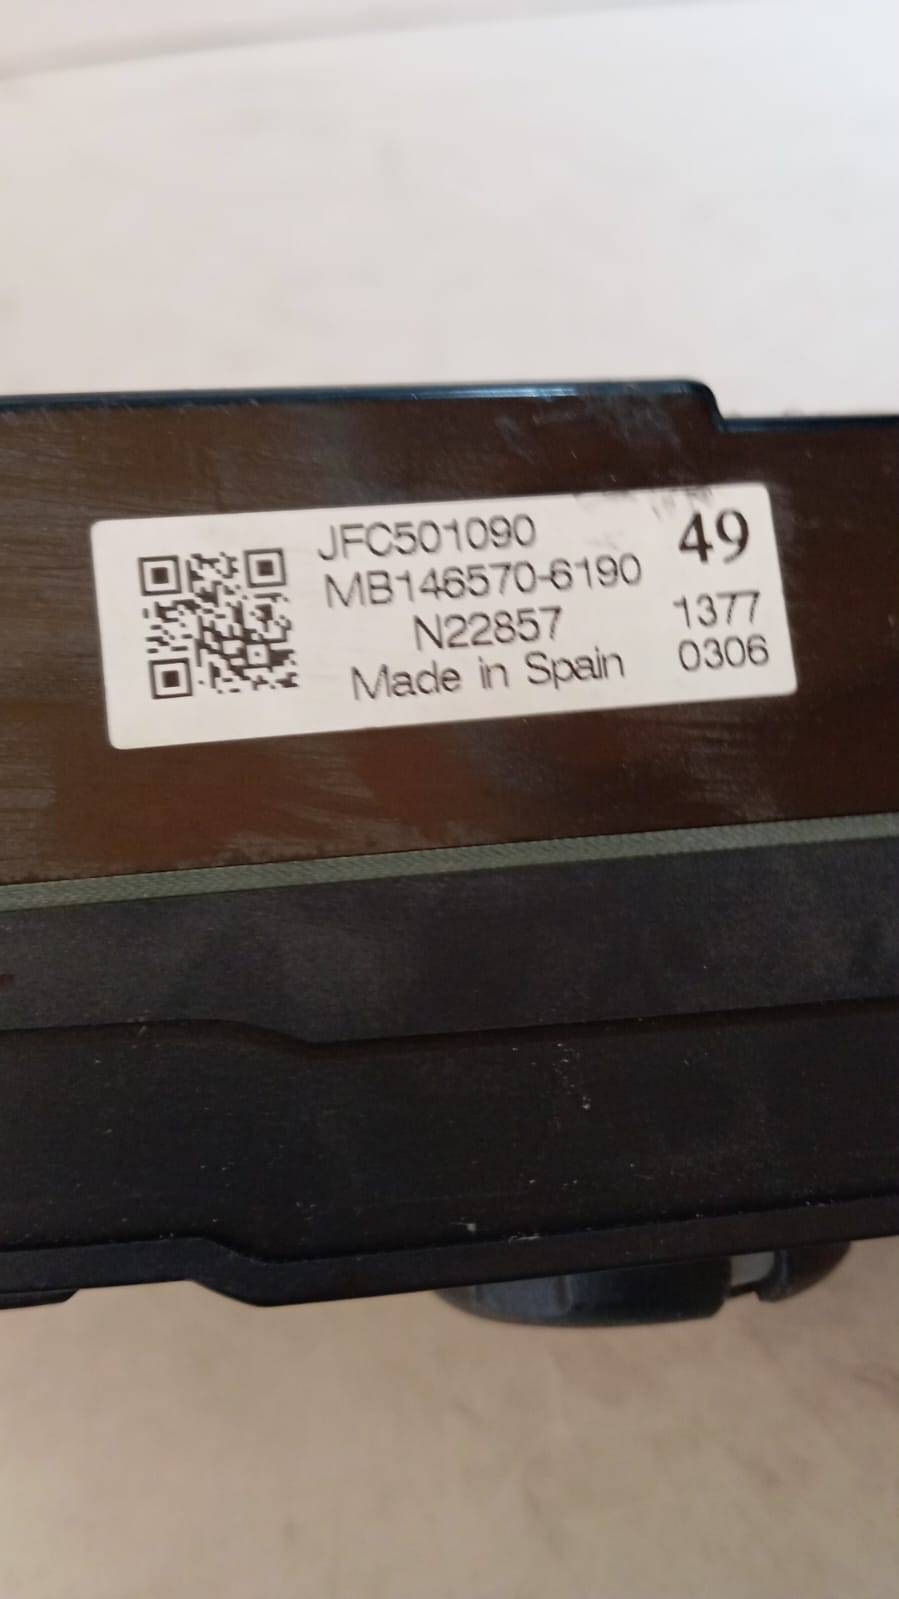 JFC501090
MB146570-6190
N22857
Made in Spain
49
1377
0306